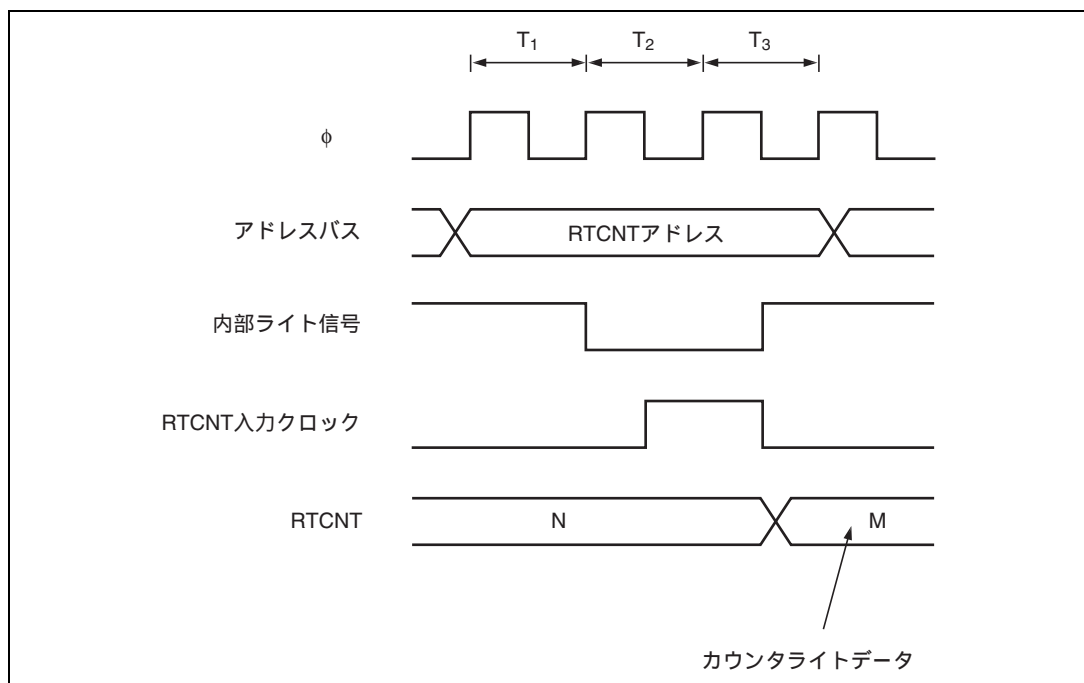 T1 T2 T3
φ
アドレスバス RTCNTアドレス
内部ライト信号
RTCNT入力クロック
RTCNT N M
カウンタライトデータ